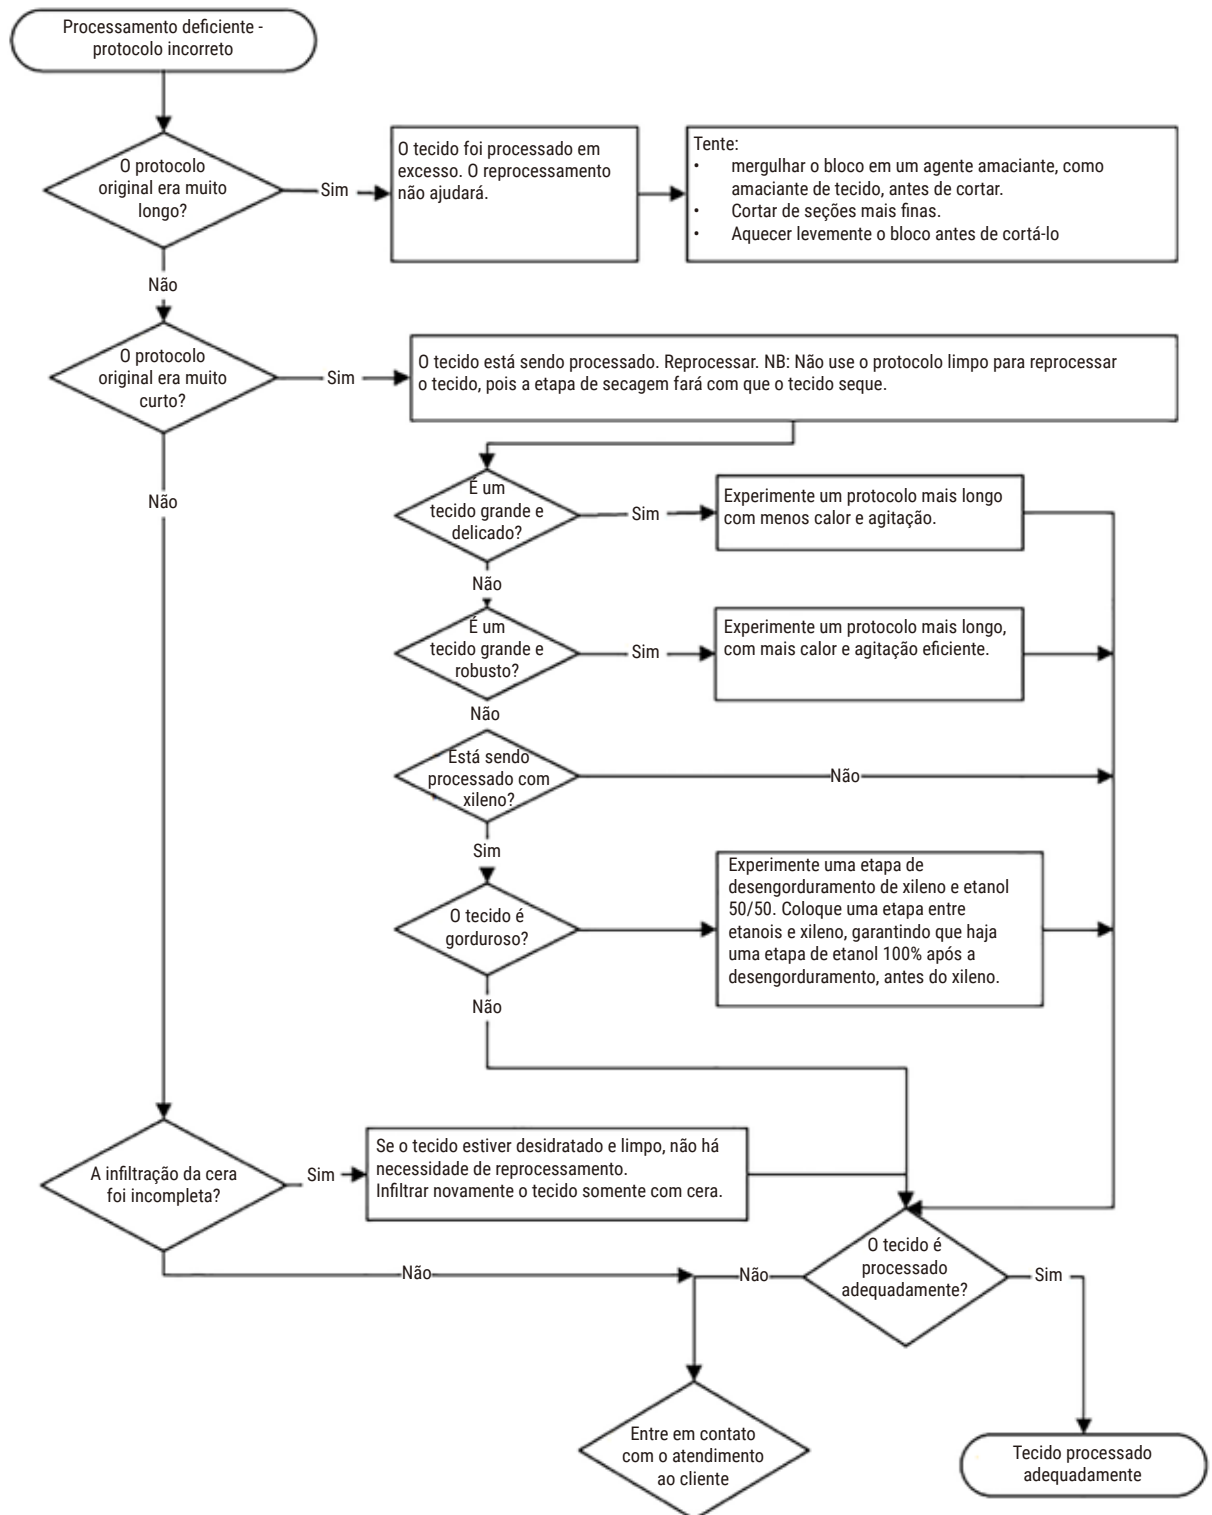 Processamento deficiente -
protocolo incorreto
O protocolo
original era muito
longo?
Sim
O tecido foi processado em
excesso. O reprocessamento
não ajudará.
Tente:
• mergulhar o bloco em um agente amaciante, como
amaciante de tecido, antes de cortar.
• Cortar de seções mais finas.
• Aquecer levemente o bloco antes de cortá-lo
Não
O protocolo
original era muito
curto?
Sim
O tecido está sendo processado. Reprocessar. NB: Não use o protocolo limpo para reprocessar
o tecido, pois a etapa de secagem fará com que o tecido seque.
Não
É um
tecido grande e
delicado?
Sim
Experimente um protocolo mais longo
com menos calor e agitação.
Não
É um
tecido grande e
robusto?
Sim
Experimente um protocolo mais longo,
com mais calor e agitação eficiente.
Não
Está sendo
processado com
xileno?
Não
Sim
O tecido é
gorduroso?
Experimente uma etapa de
desengorduramento de xileno e etanol
50/50. Coloque uma etapa entre
etanois e xileno, garantindo que haja
uma etapa de etanol 100% após a
desengorduramento, antes do xileno.
Não
A infiltração da cera
foi incompleta?
Sim
Se o tecido estiver desidratado e limpo, não há
necessidade de reprocessamento.
Infiltrar novamente o tecido somente com cera.
Não
O tecido é
processado
adequadamente?
Não
Sim
Entre em contato
com o atendimento
ao cliente
Tecido processado
adequadamente